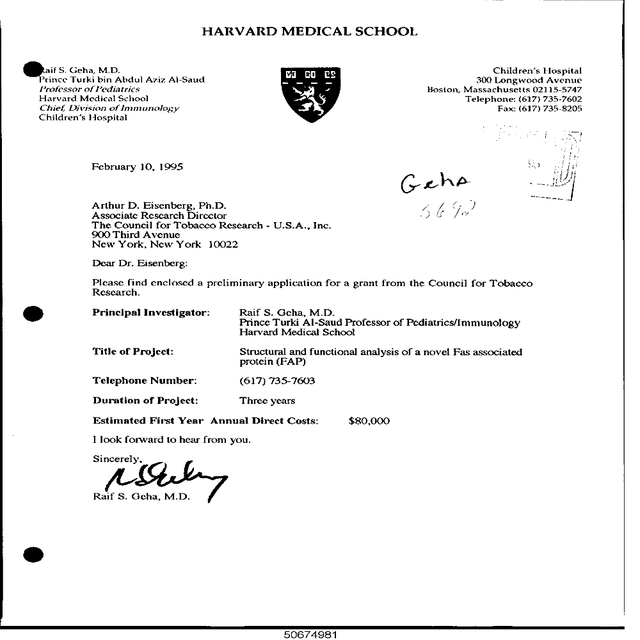 HARVARD MEDICAL SCHOOL
Raif S. Geha, M.D.
Prince Turki bin Abdul Aziz Al-Saud
Professor of Pediatrics
Harvard Medical School
Chief, Division of Immunology
Children's Hospital
Children's Hospital
300 Longwood Avenue
Boston, Massachusetts 02115-5747
Telephone: (617) 735-7602
Fax: (617) 735-8205
February 10, 1995
Geha
Arthur D. Eisenberg, Ph.D.
Associate Research Director
The Council for Tobacco Research - U.S.A., Inc.
900 Third Avenue
New York, New York 10022
Dear Dr. Eisenberg:
Please find enclosed a preliminary application for a grant from the Council for Tobacco
Research.
Principal Investigator: Raif S. Geha, M.D.
Prince Turki Al-Saud Professor of Pediatrics/Immunology
Harvard Medical School
Title of Project: Structural and functional analysis of a novel Fas associated
protein (FAP)
Telephone Number: (617) 735-7603
Duration of Project: Three years
Estimated First Year Annual Direct Costs: $80,000
I look forward to hear from you.
Sincerely,
Raif S. Geha, M.D.
50674981